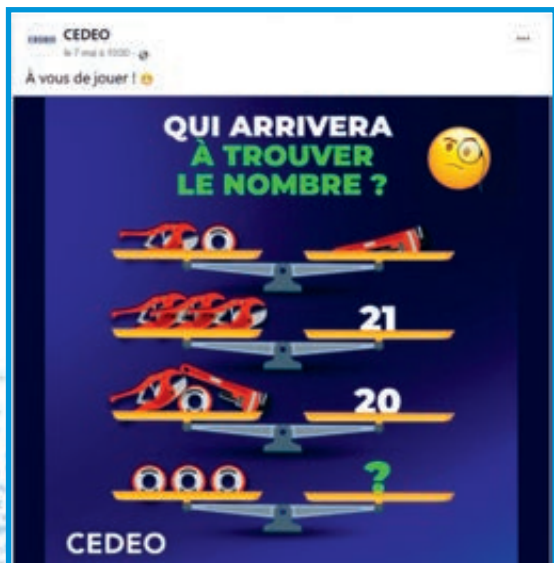 CEDEO
À vous de jouer !
QUI ARRIVERA
À TROUVER
LE NOMBRE ?
21
20
?
CEDEO